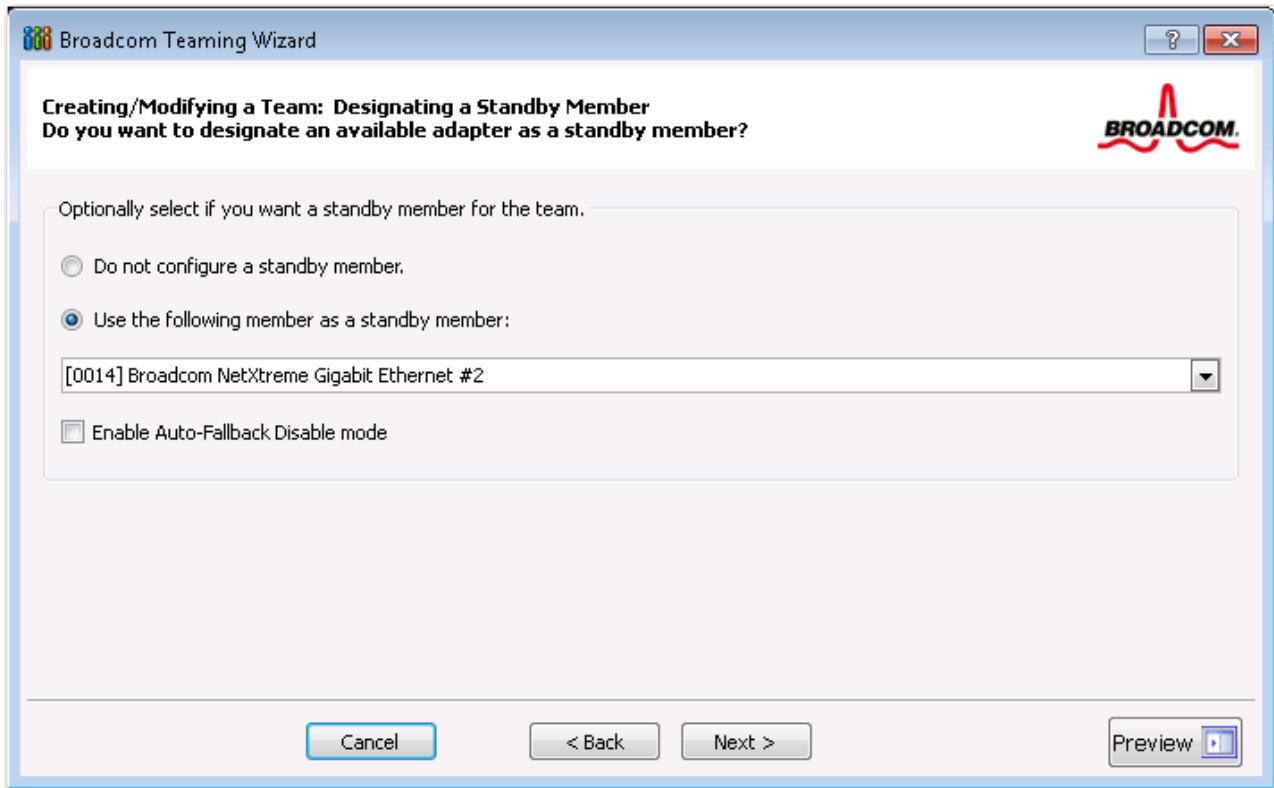 Broadcom Teaming Wizard
?
Creating/Modifying a Team: Designating a Standby Member
Do you want to designate an available adapter as a standby member?
BROADCOM.
Optionally select if you want a standby member for the team.
Do not configure a standby member.
Use the following member as a standby member:
[0014] Broadcom NetXtreme Gigabit Ethernet #2
Enable Auto-Fallback Disable mode
Cancel
< Back
Next >
Preview